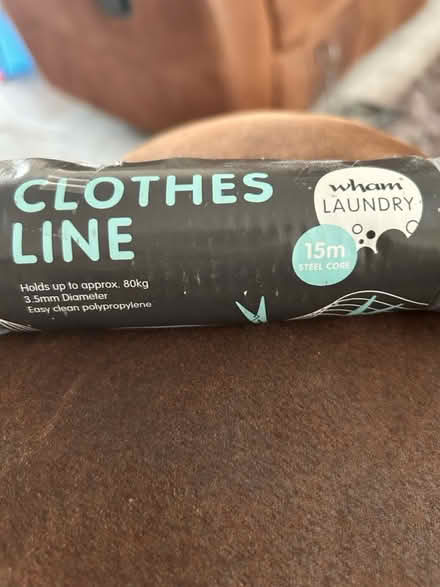 CLOTHES
LINE
Holds up to approx. 80kg
3.5mm Diameter
Easy clean polypropylene
wham
LAUNDRY
15m
STEEL CORE